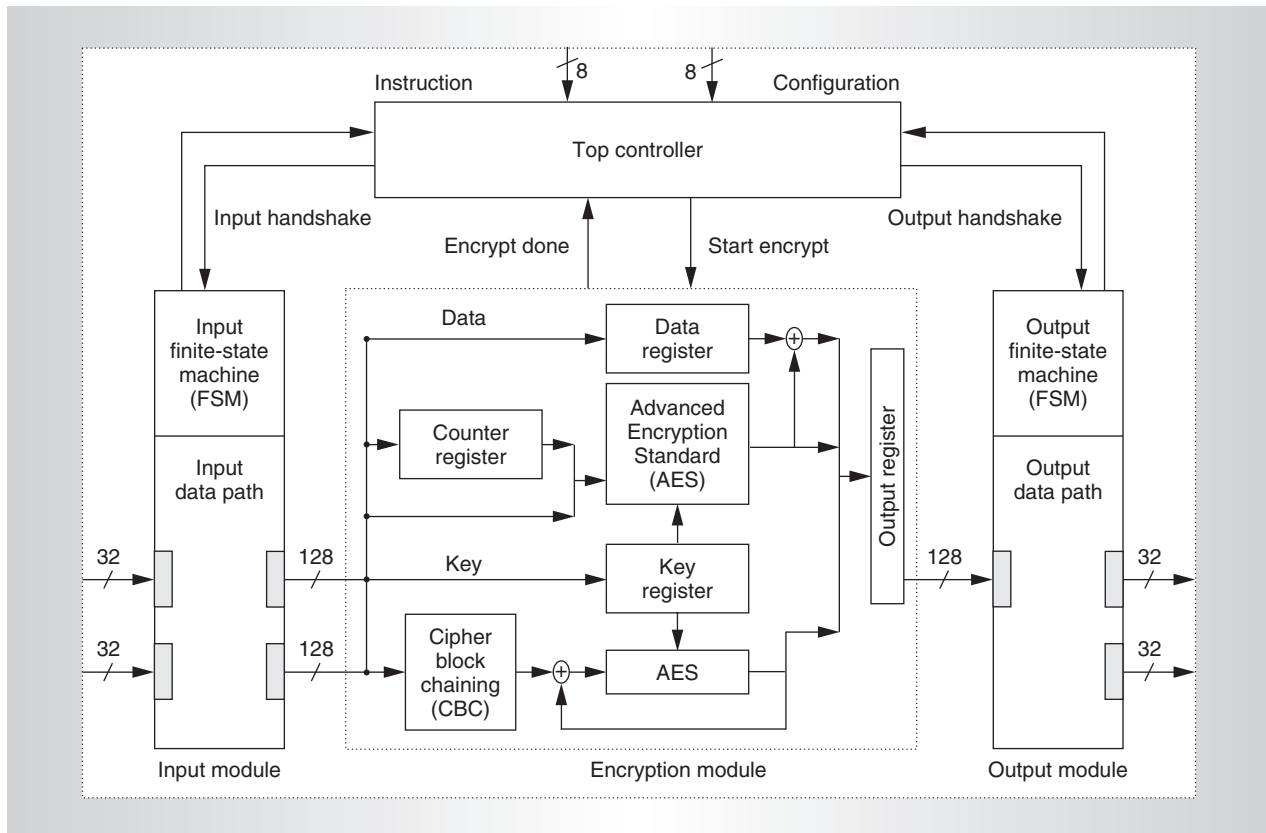 8
8
Instruction
Configuration
Top controller
Input handshake
Output handshake
Encrypt done
Start encrypt
Input
finite-state
machine
(FSM)
Data
Data
register
+
Output
finite-state
machine
(FSM)
Counter
register
Advanced
Encryption
Standard
(AES)
Output register
Input
data path
Output
data path
32
128
Key
Key
register
128
32
32
128
Cipher
block
chaining
(CBC)
+
AES
32
Input module
Encryption module
Output module